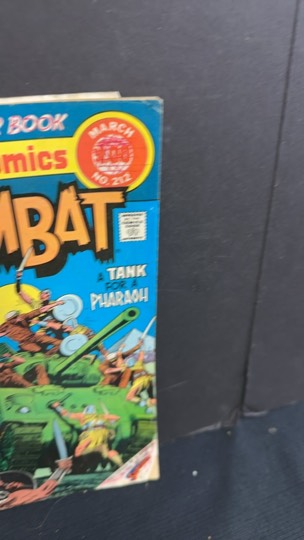 R BOOK
MARCH
NO. 212
omics
MBAT
A TANK
FOR A
PHARAOH